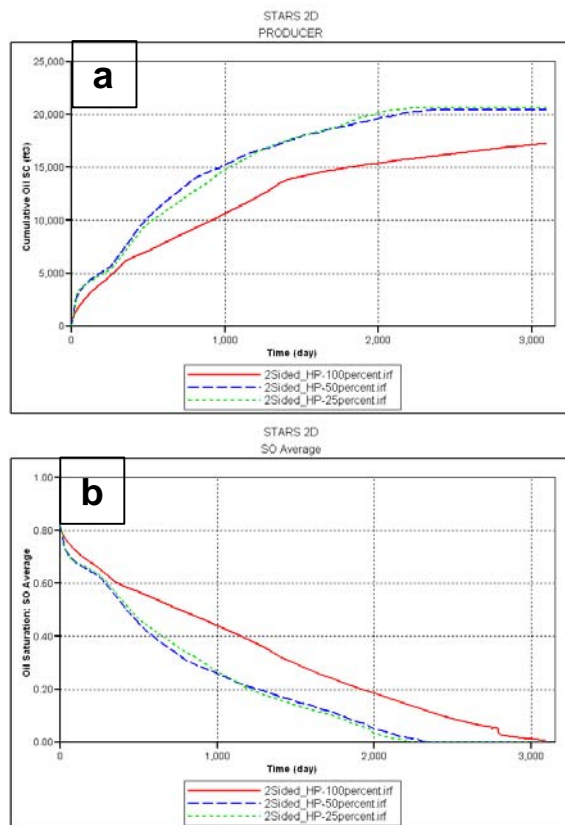 STARS 2D
PRODUCER
a
25,000
20,000
15,000
10,000
5,000
0
Cumulative Oil SC (ft3)
0 1,000 2,000 3,000
Time (day)
2Sided_HP-100percent.irf
2Sided_HP-50percent.irf
2Sided_HP-25percent.irf
STARS 2D
SO Average
b
1.00
0.80
0.60
0.40
0.20
0.00
Oil Saturation: SO Average
0 1,000 2,000 3,000
Time (day)
2Sided_HP-100percent.irf
2Sided_HP-50percent.irf
2Sided_HP-25percent.irf